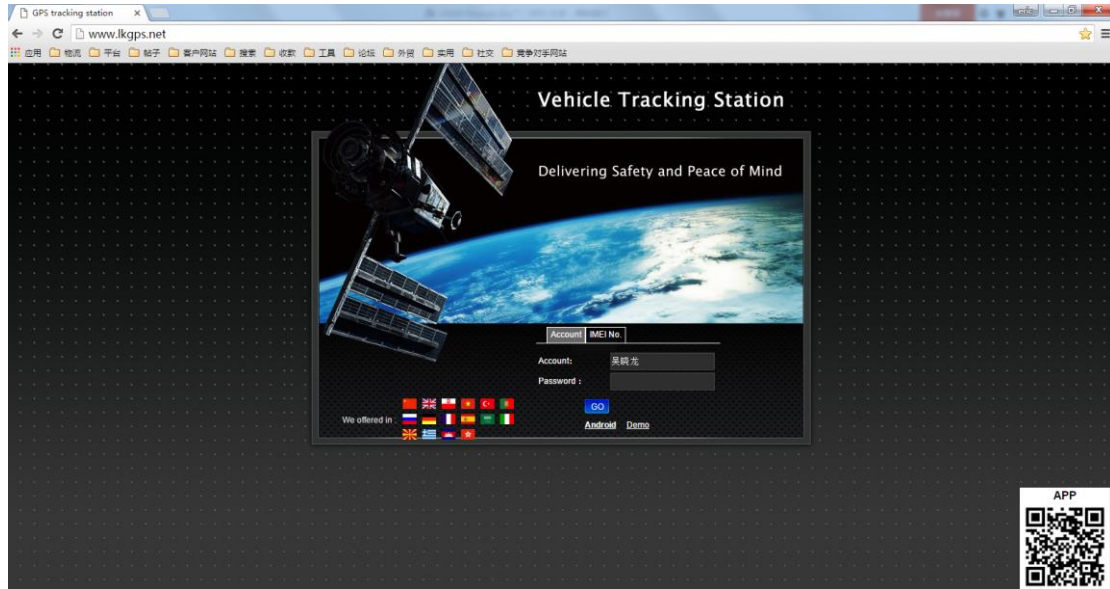 GPS tracking station
www.lkgps.net
应用 物流 平台 帖子 客户网站 搜索 收款 工具 论坛 外贸 实用 社交 竞争对手网站
Vehicle Tracking Station
Delivering Safety and Peace of Mind
Account IMEI No.
Account: 吴晓龙
Password :
GO
We offered in :
Android Demo
APP